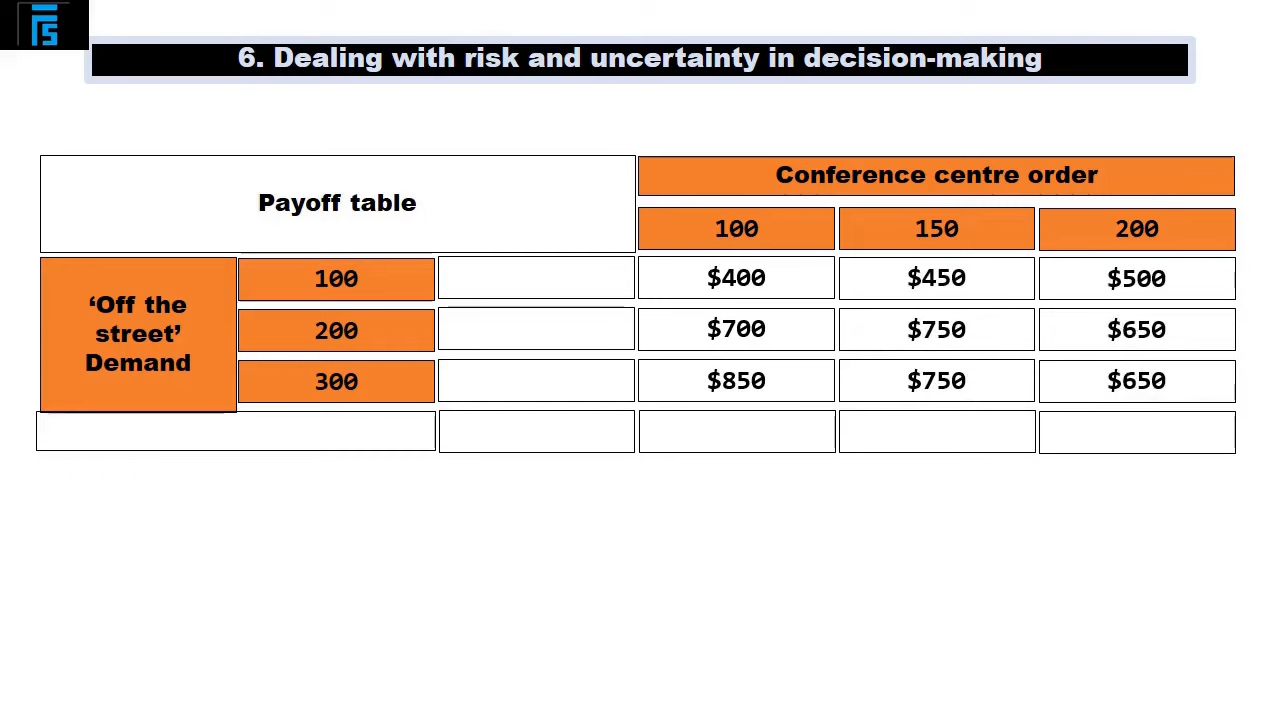 FS
6. Dealing with risk and uncertainty in decision-making
Payoff table
Conference centre order
100 150 200
‘Off the
street’
Demand
100 $400 $450 $500
200 $700 $750 $650
300 $850 $750 $650